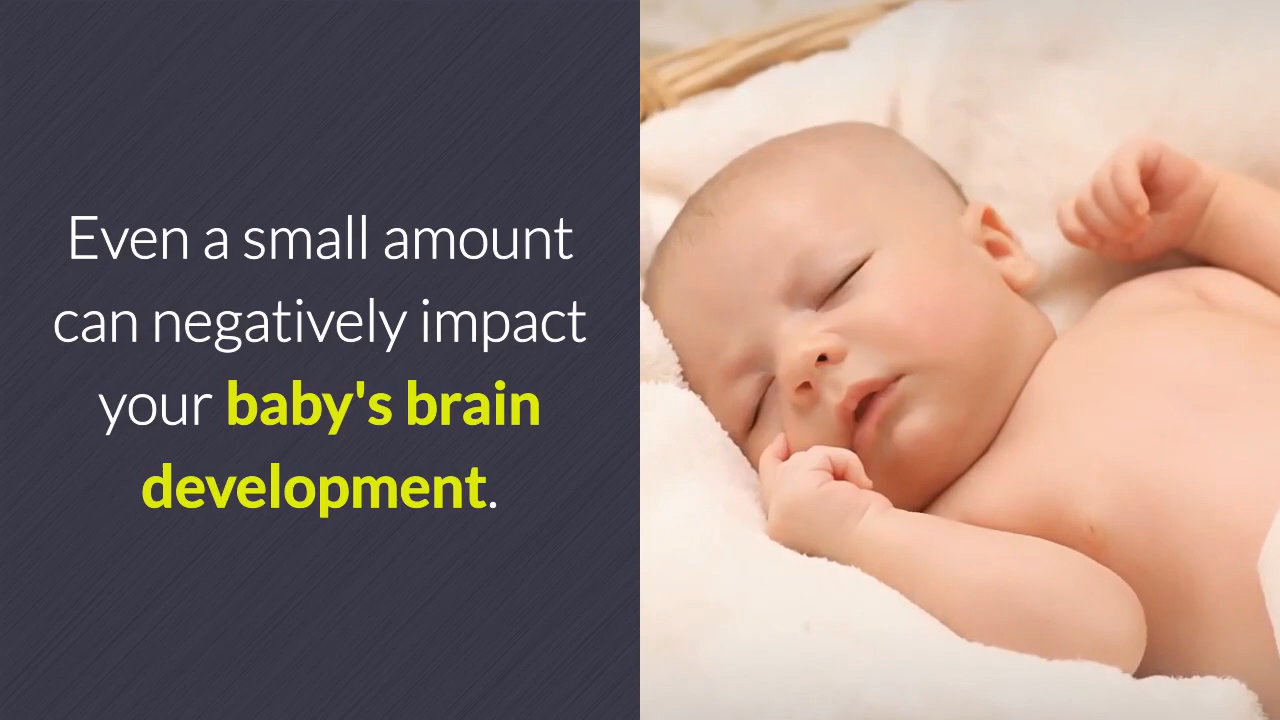 Even a small amount
can negatively impact
your baby's brain
development.